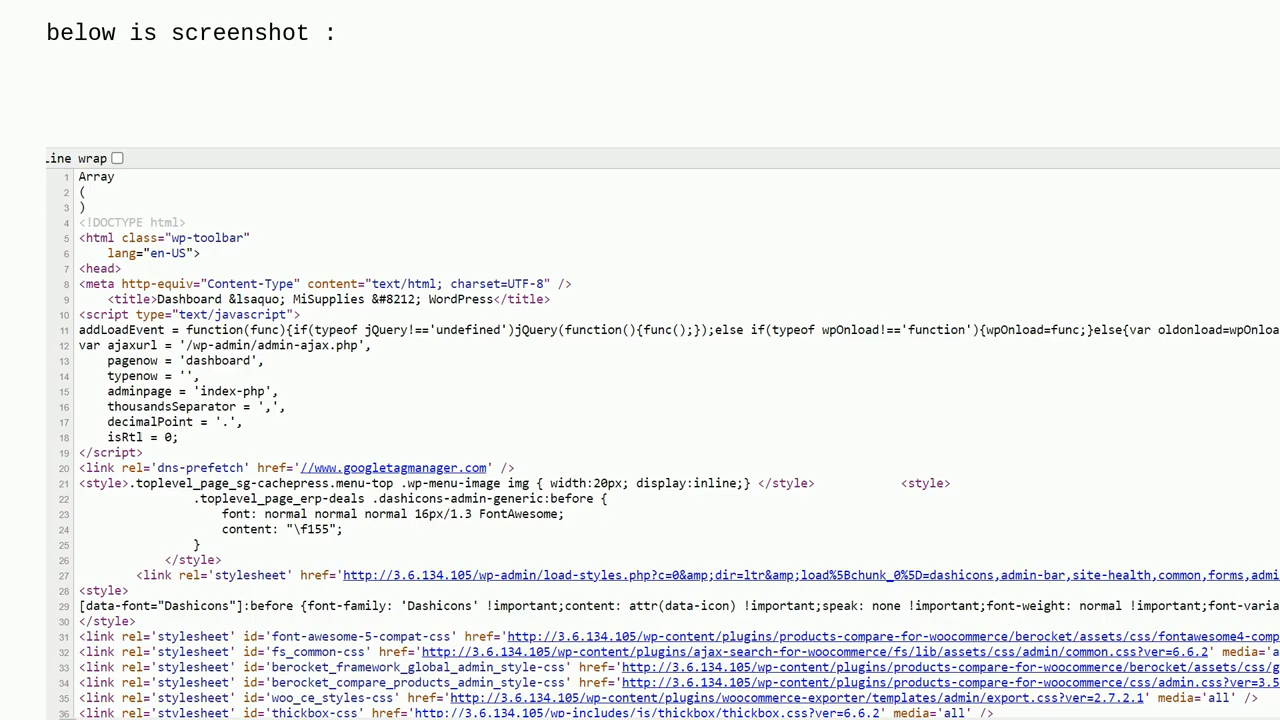 below is screenshot :
Line wrap
1 Array
2 (
3 )
4 <!DOCTYPE html>
5 <html class="wp-toolbar"
6     lang="en-US">
7 <head>
8 <meta http-equiv="Content-Type" content="text/html; charset=UTF-8" />
9     <title>Dashboard &lsaquo; MiSupplies &#8212; WordPress</title>
10 <script type="text/javascript">
11 addLoadEvent = function(func){if(typeof jQuery!=='undefined')jQuery(function(){func();});else if(typeof wpOnload!=='function'){wpOnload=func;}else{var oldonload=wpOnloa
12 var ajaxurl = '/wp-admin/admin-ajax.php',
13     pagenow = 'dashboard',
14     typenow = '',
15     adminpage = 'index-php',
16     thousandsSeparator = ',',
17     decimalPoint = '.',
18     isRtl = 0;
19 </script>
20 <link rel='dns-prefetch' href='//www.googletagmanager.com' />
21 <style>.toplevel_page_sg-cachepress.menu-top .wp-menu-image img { width:20px; display:inline;} </style>            <style>
22                 .toplevel_page_erp-deals .dashicons-admin-generic:before {
23                     font: normal normal normal 16px/1.3 FontAwesome;
24                     content: "\f155";
25                 }
26             </style>
27         <link rel='stylesheet' href='http://3.6.134.105/wp-admin/load-styles.php?c=0&amp;dir=ltr&amp;load%5Bchunk_0%5D=dashicons,admin-bar,site-health,common,forms,admi
28 <style>
29 [data-font="Dashicons"]:before {font-family: 'Dashicons' !important;content: attr(data-icon) !important;speak: none !important;font-weight: normal !important;font-varia
30 </style>
31 <link rel='stylesheet' id='font-awesome-5-compat-css' href='http://3.6.134.105/wp-content/plugins/products-compare-for-woocommerce/berocket/assets/css/fontawesome4-comp
32 <link rel='stylesheet' id='fs_common-css' href='http://3.6.134.105/wp-content/plugins/ajax-search-for-woocommerce/fs/lib/assets/css/admin/common.css?ver=6.6.2' media='a
33 <link rel='stylesheet' id='berocket_framework_global_admin_style-css' href='http://3.6.134.105/wp-content/plugins/products-compare-for-woocommerce/berocket/assets/css/g
34 <link rel='stylesheet' id='berocket_compare_products_admin_style-css' href='http://3.6.134.105/wp-content/plugins/products-compare-for-woocommerce/css/admin.css?ver=3.5
35 <link rel='stylesheet' id='woo_ce_styles-css' href='http://3.6.134.105/wp-content/plugins/woocommerce-exporter/templates/admin/export.css?ver=2.7.2.1' media='all' />
36 <link rel='stylesheet' id='thickbox-css' href='http://3.6.134.105/wp-includes/js/thickbox/thickbox.css?ver=6.6.2' media='all' />